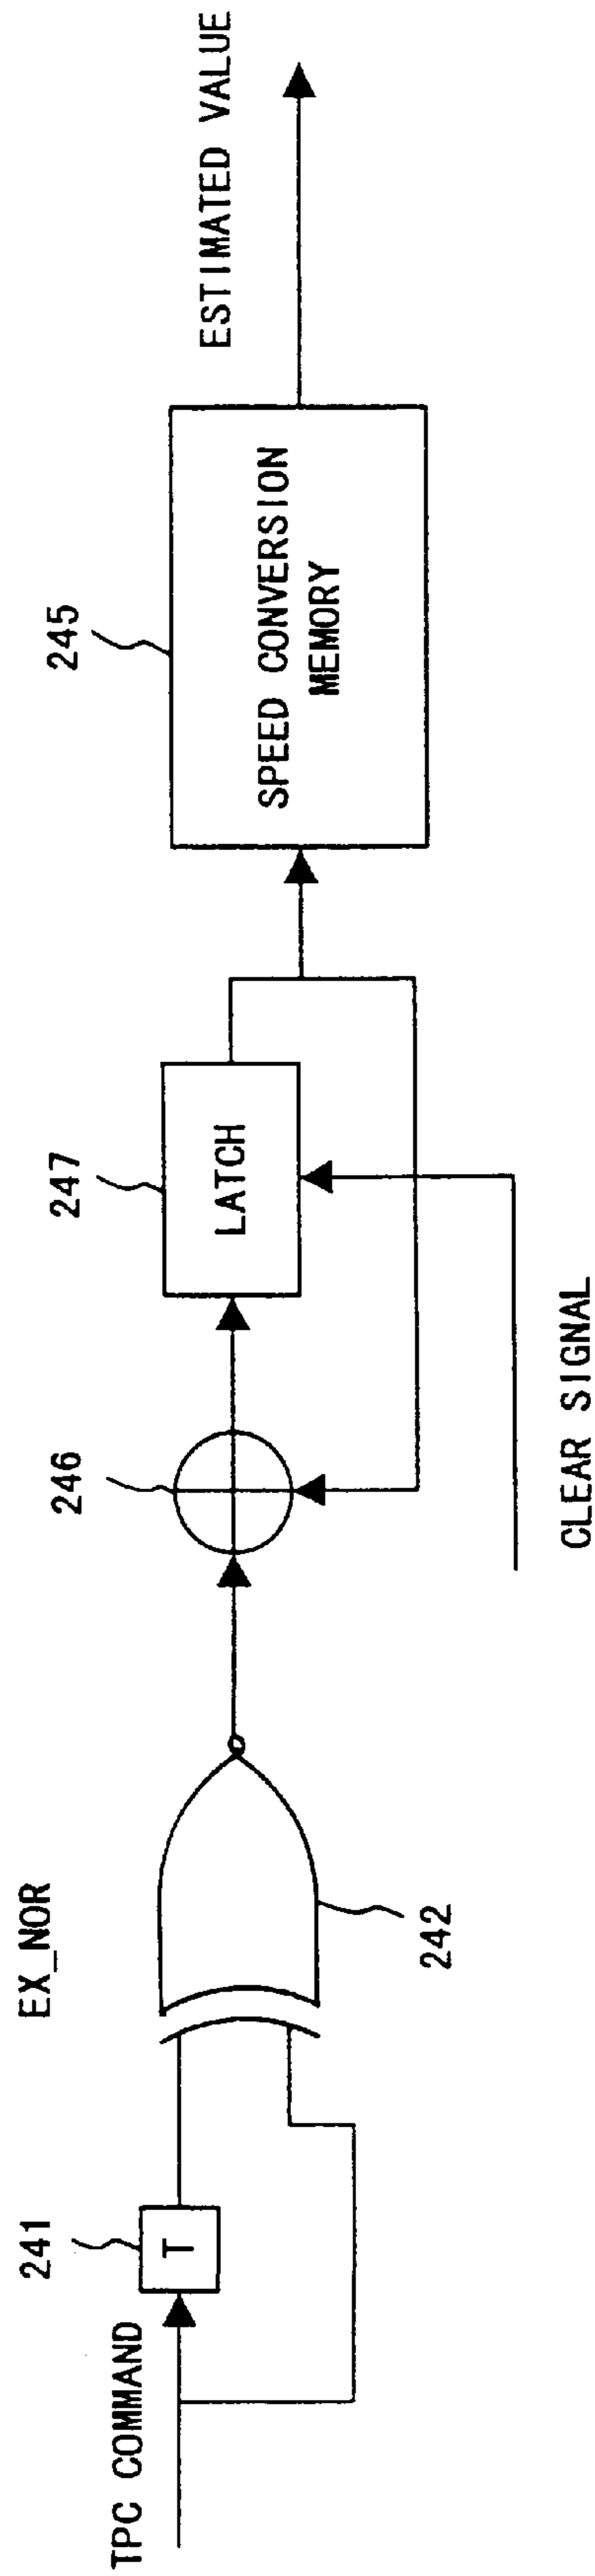 TPC COMMAND
241
T
EX_NOR
242
246
247
LATCH
CLEAR SIGNAL
245
SPEED CONVERSION
MEMORY
ESTIMATED VALUE